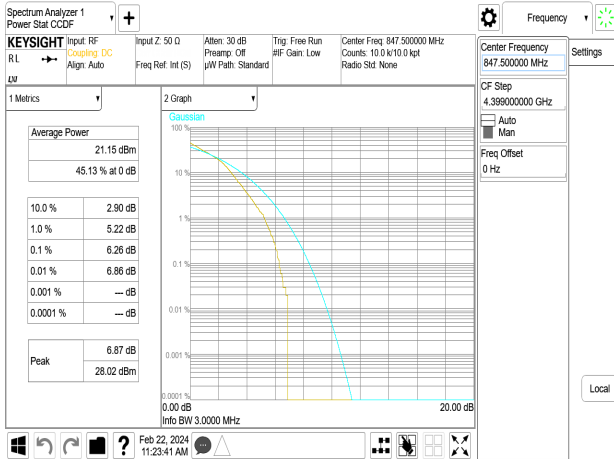 Spectrum Analyzer 1
Power Stat CCDF
+
Frequency
KEYSIGHT
RL
LXI
Input: RF
Coupling: DC
Align: Auto
Input Z: 50 Ω
Freq Ref: Int (S)
Atten: 30 dB
Preamp: Off
µW Path: Standard
Trig: Free Run
#IF Gain: Low
Center Freq: 847.500000 MHz
Counts: 10.0 k/10.0 kpt
Radio Std: None
Center Frequency
847.500000 MHz
Settings
CF Step
4.399000000 GHz
Auto
Man
Freq Offset
0 Hz
Local
1 Metrics
Average Power
21.15 dBm
45.13 % at 0 dB
10.0 % 2.90 dB
1.0 % 5.22 dB
0.1 % 6.26 dB
0.01 % 6.86 dB
0.001 % --- dB
0.0001 % --- dB
Peak
6.87 dB
28.02 dBm
2 Graph
Gaussian
100 %
10 %
1 %
0.1 %
0.01 %
0.001 %
0.0001 %
0.00 dB 20.00 dB
Info BW 3.0000 MHz
?
Feb 22, 2024
11:23:41 AM